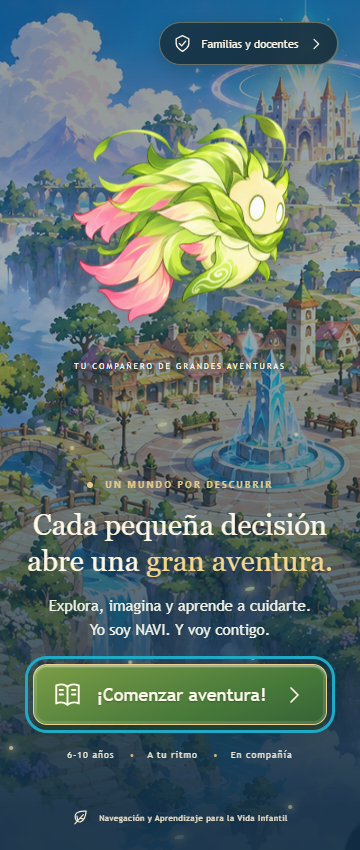 Familias y docentes
TU COMPAÑERO DE GRANDES AVENTURAS
UN MUNDO POR DESCUBRIR
Cada pequeña decisión
abre una gran aventura.
Explora, imagina y aprende a cuidarte.
Yo soy NAVI. Y voy contigo.
¡Comenzar aventura!
6-10 años • A tu ritmo • En compañía
Navegación y Aprendizaje para la Vida Infantil